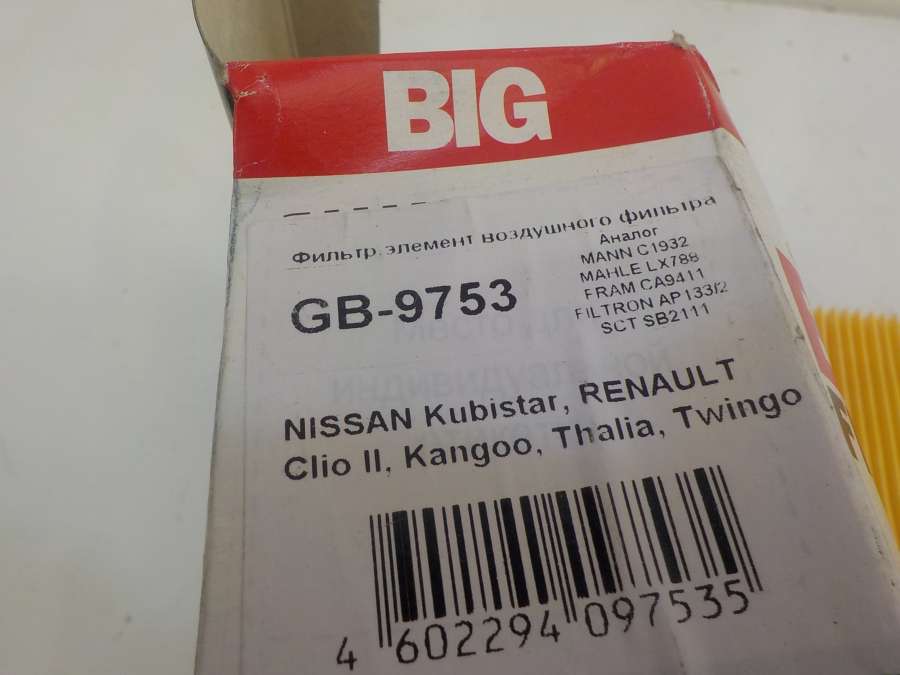 BIG
Фильтр.элемент воздушного фильтра
Аналог
MANN C1932
MAHLE LX788
FRAM CA9411
FILTRON AP133/2
SCT SB2111
GB-9753
NISSAN Kubistar, RENAULT
Clio II, Kangoo, Thalia, Twingo
4 602294 097535